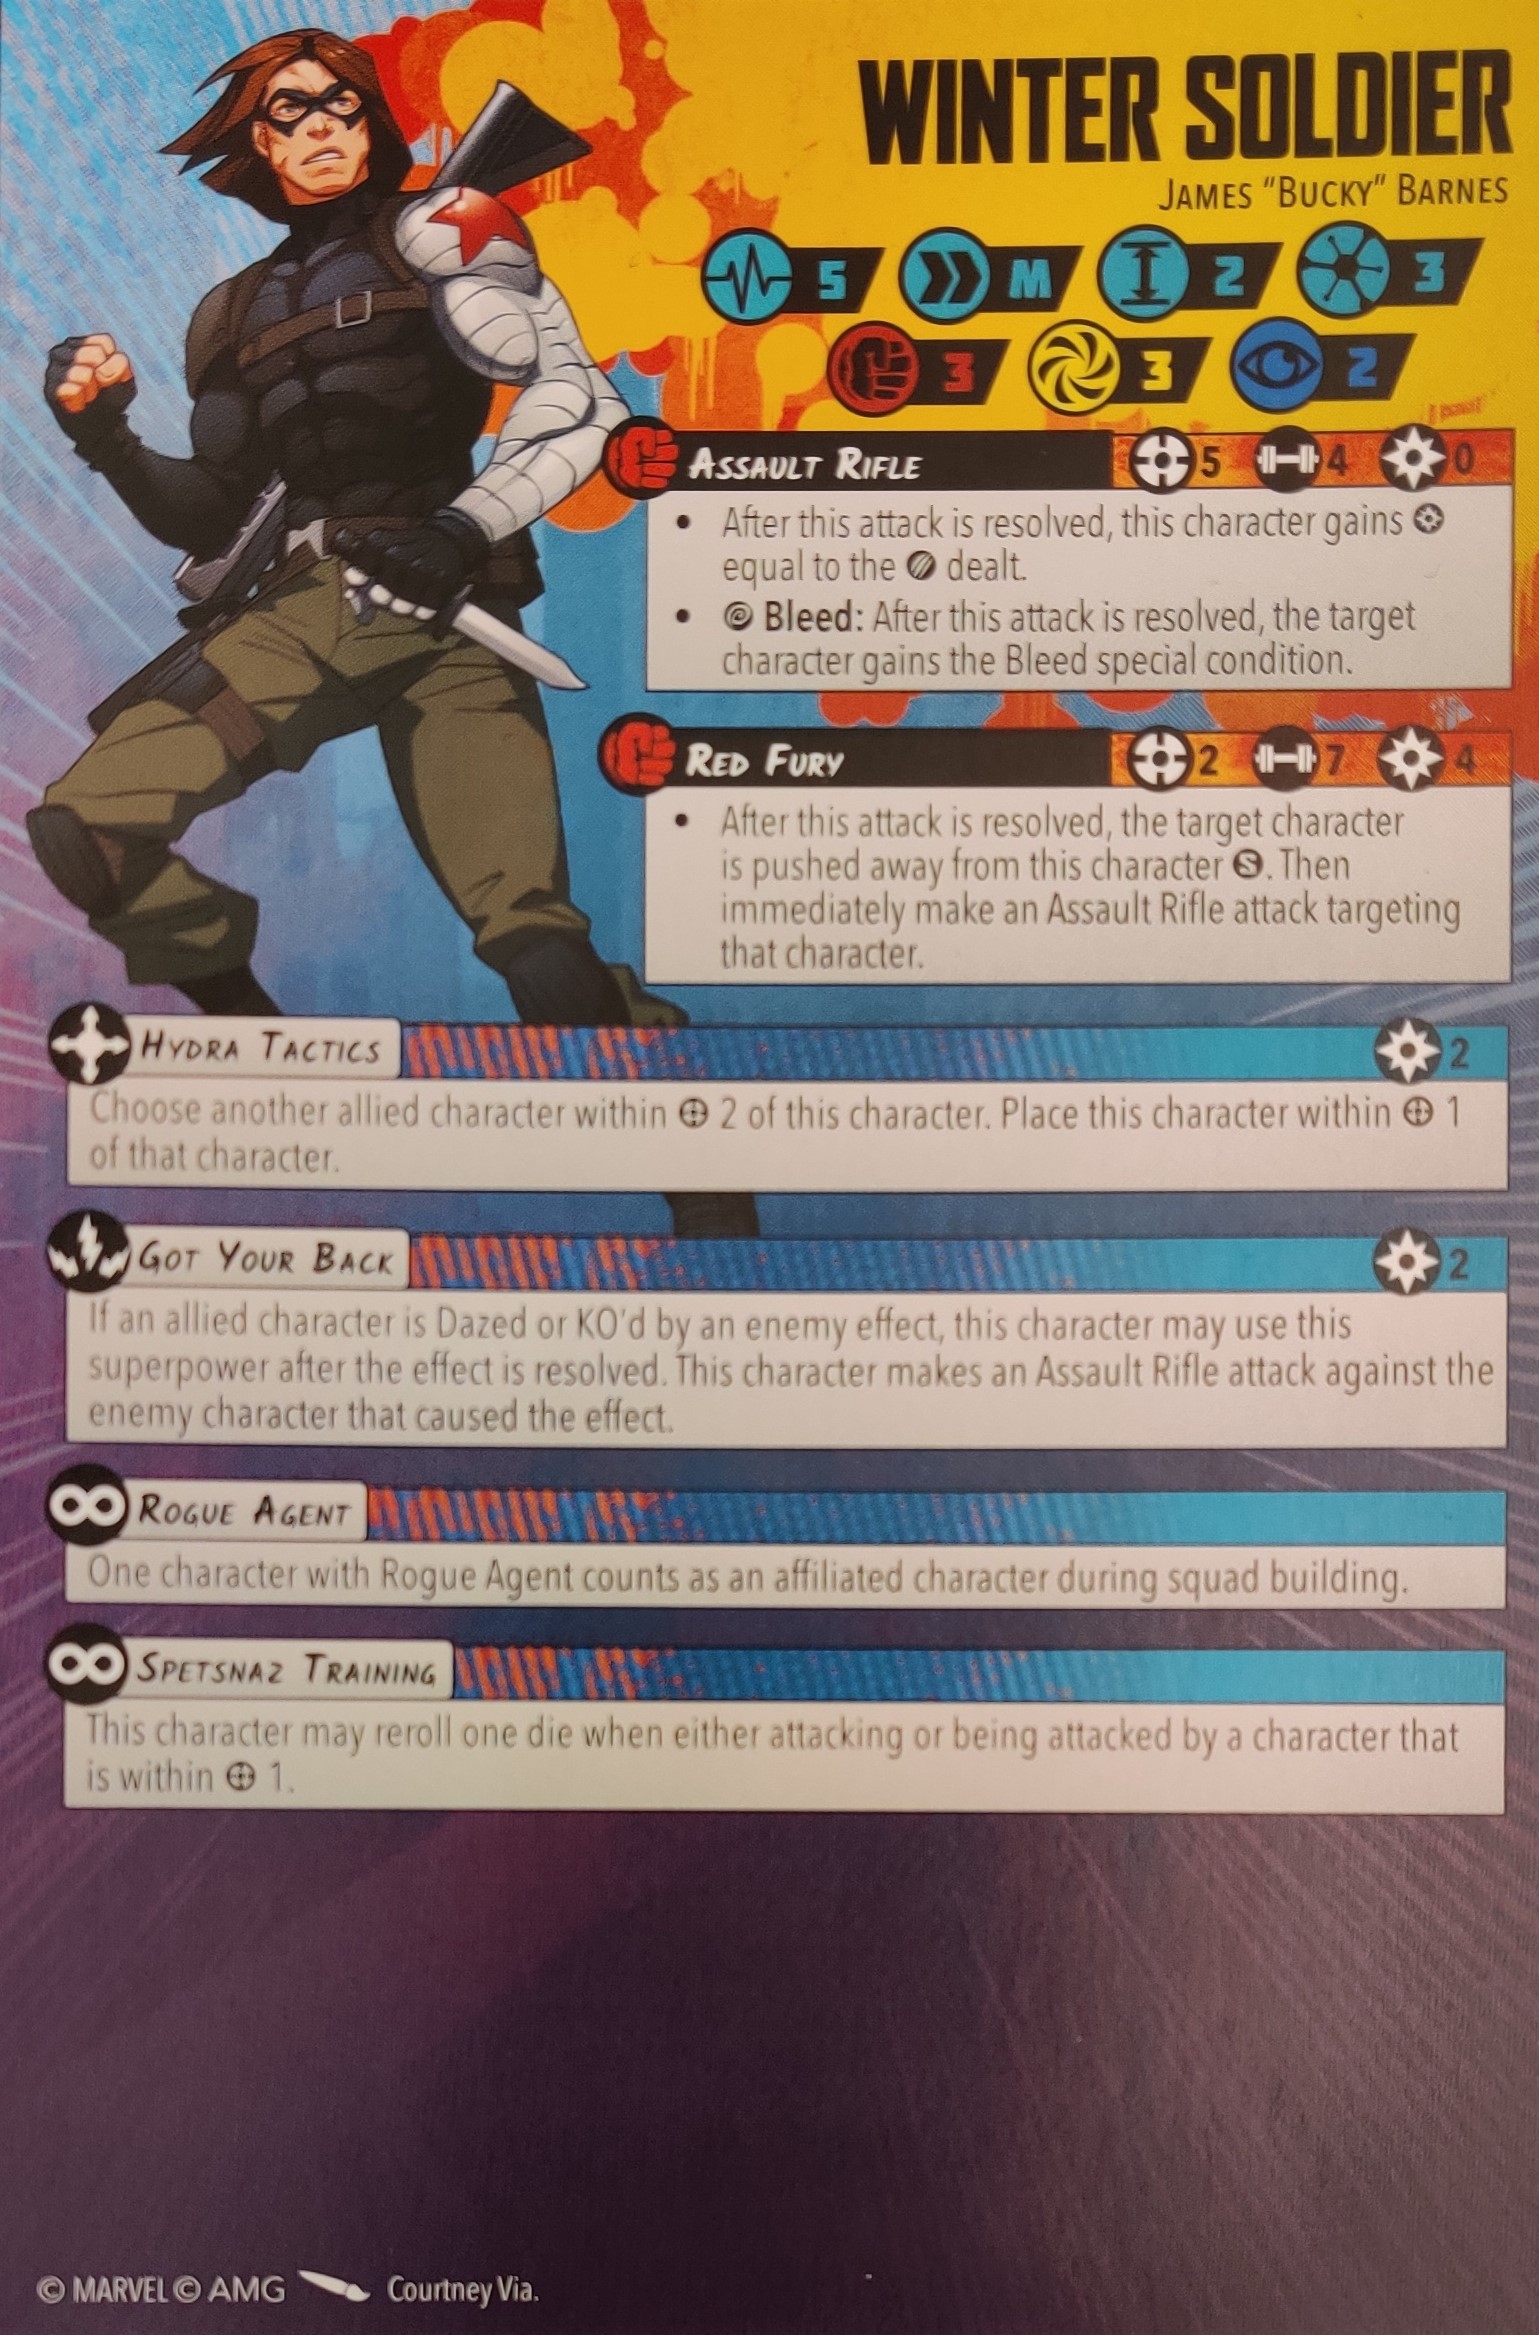 WINTER SOLDIER
JAMES "BUCKY" BARNES
5 M 2 3
3 3 2
ASSAULT RIFLE 5 4 0
• After this attack is resolved, this character gains
equal to the dealt.
• Bleed: After this attack is resolved, the target
character gains the Bleed special condition.
RED FURY 2 7 4
• After this attack is resolved, the target character
is pushed away from this character S. Then
immediately make an Assault Rifle attack targeting
that character.
HYDRA TACTICS 2
Choose another allied character within 2 of this character. Place this character within 1
of that character.
GOT YOUR BACK 2
If an allied character is Dazed or KO'd by an enemy effect, this character may use this
superpower after the effect is resolved. This character makes an Assault Rifle attack against the
enemy character that caused the effect.
ROGUE AGENT
One character with Rogue Agent counts as an affiliated character during squad building.
SPETSNAZ TRAINING
This character may reroll one die when either attacking or being attacked by a character that
is within 1.
© MARVEL © AMG Courtney Via.